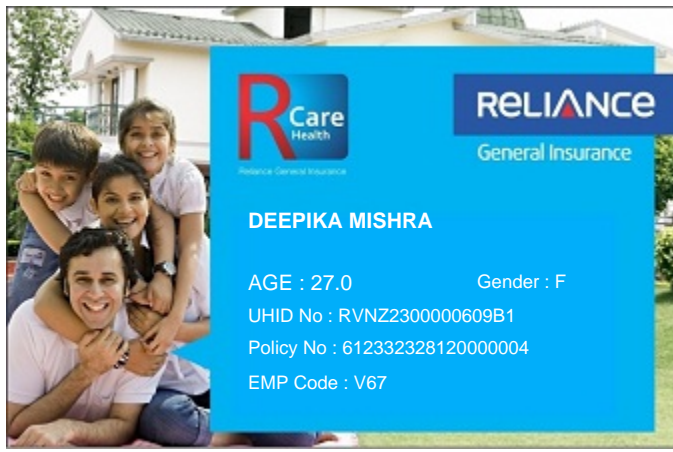 R Care
Health
Reliance General Insurance
RELIANCE
General Insurance
DEEPIKA MISHRA
AGE : 27.0 Gender : F
UHID No : RVNZ2300000609B1
Policy No : 612332328120000004
EMP Code : V67